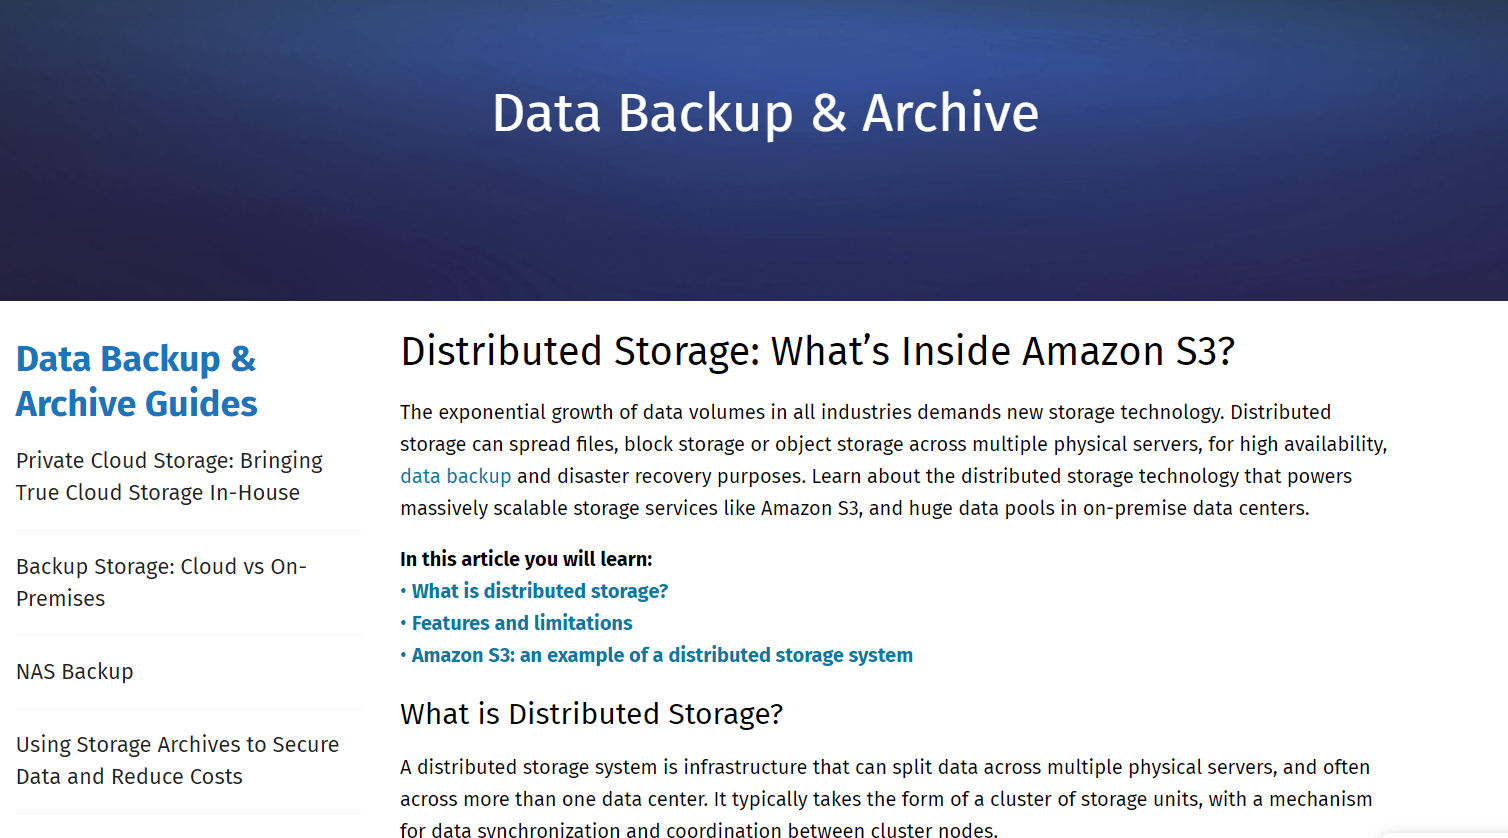 Data Backup & Archive
Data Backup &
Archive Guides
Private Cloud Storage: Bringing
True Cloud Storage In-House
Backup Storage: Cloud vs On-
Premises
NAS Backup
Using Storage Archives to Secure
Data and Reduce Costs
Distributed Storage: What’s Inside Amazon S3?
The exponential growth of data volumes in all industries demands new storage technology. Distributed
storage can spread files, block storage or object storage across multiple physical servers, for high availability,
data backup and disaster recovery purposes. Learn about the distributed storage technology that powers
massively scalable storage services like Amazon S3, and huge data pools in on-premise data centers.
In this article you will learn:
• What is distributed storage?
• Features and limitations
• Amazon S3: an example of a distributed storage system
What is Distributed Storage?
A distributed storage system is infrastructure that can split data across multiple physical servers, and often
across more than one data center. It typically takes the form of a cluster of storage units, with a mechanism
for data synchronization and coordination between cluster nodes.